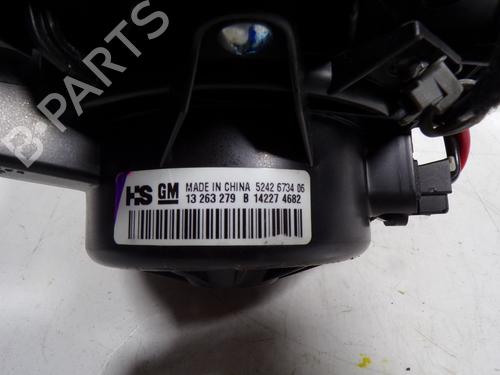 B-Parts
HS GM MADE IN CHINA 5242 6734 06
13 263 279 B 14227 4682